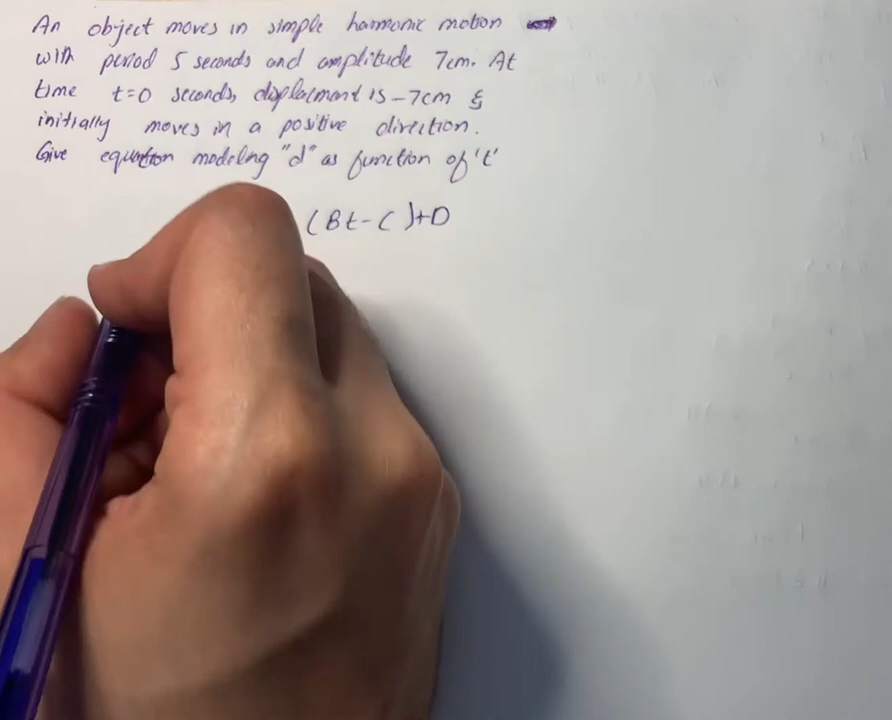 An object moves in simple harmonic motion
with period 5 seconds and amplitude 7cm. At
time t=0 seconds, displacment is -7cm &
initially moves in a positive direction.
Give equation modeling "d" as function of 't'
(Bt-C)+D